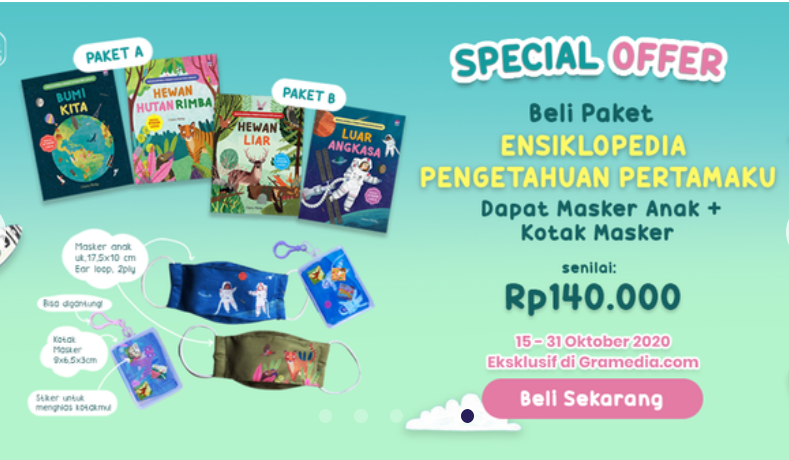 PAKET A
PAKET B
BUMI
KITA
HEWAN
HUTAN RIMBA
HEWAN
LIAR
LUAR
ANGKASA
Masker anak
uk,17,5x10 cm
Ear loop, 2ply
Bisa digantung!
Kotak
Masker
9x6,5x3cm
Stiker untuk
menghias kotakmu!
SPECIAL OFFER
Beli Paket
ENSIKLOPEDIA
PENGETAHUAN PERTAMAKU
Dapat Masker Anak +
Kotak Masker
senilai:
Rp140.000
15 - 31 Oktober 2020
Eksklusif di Gramedia.com
Beli Sekarang